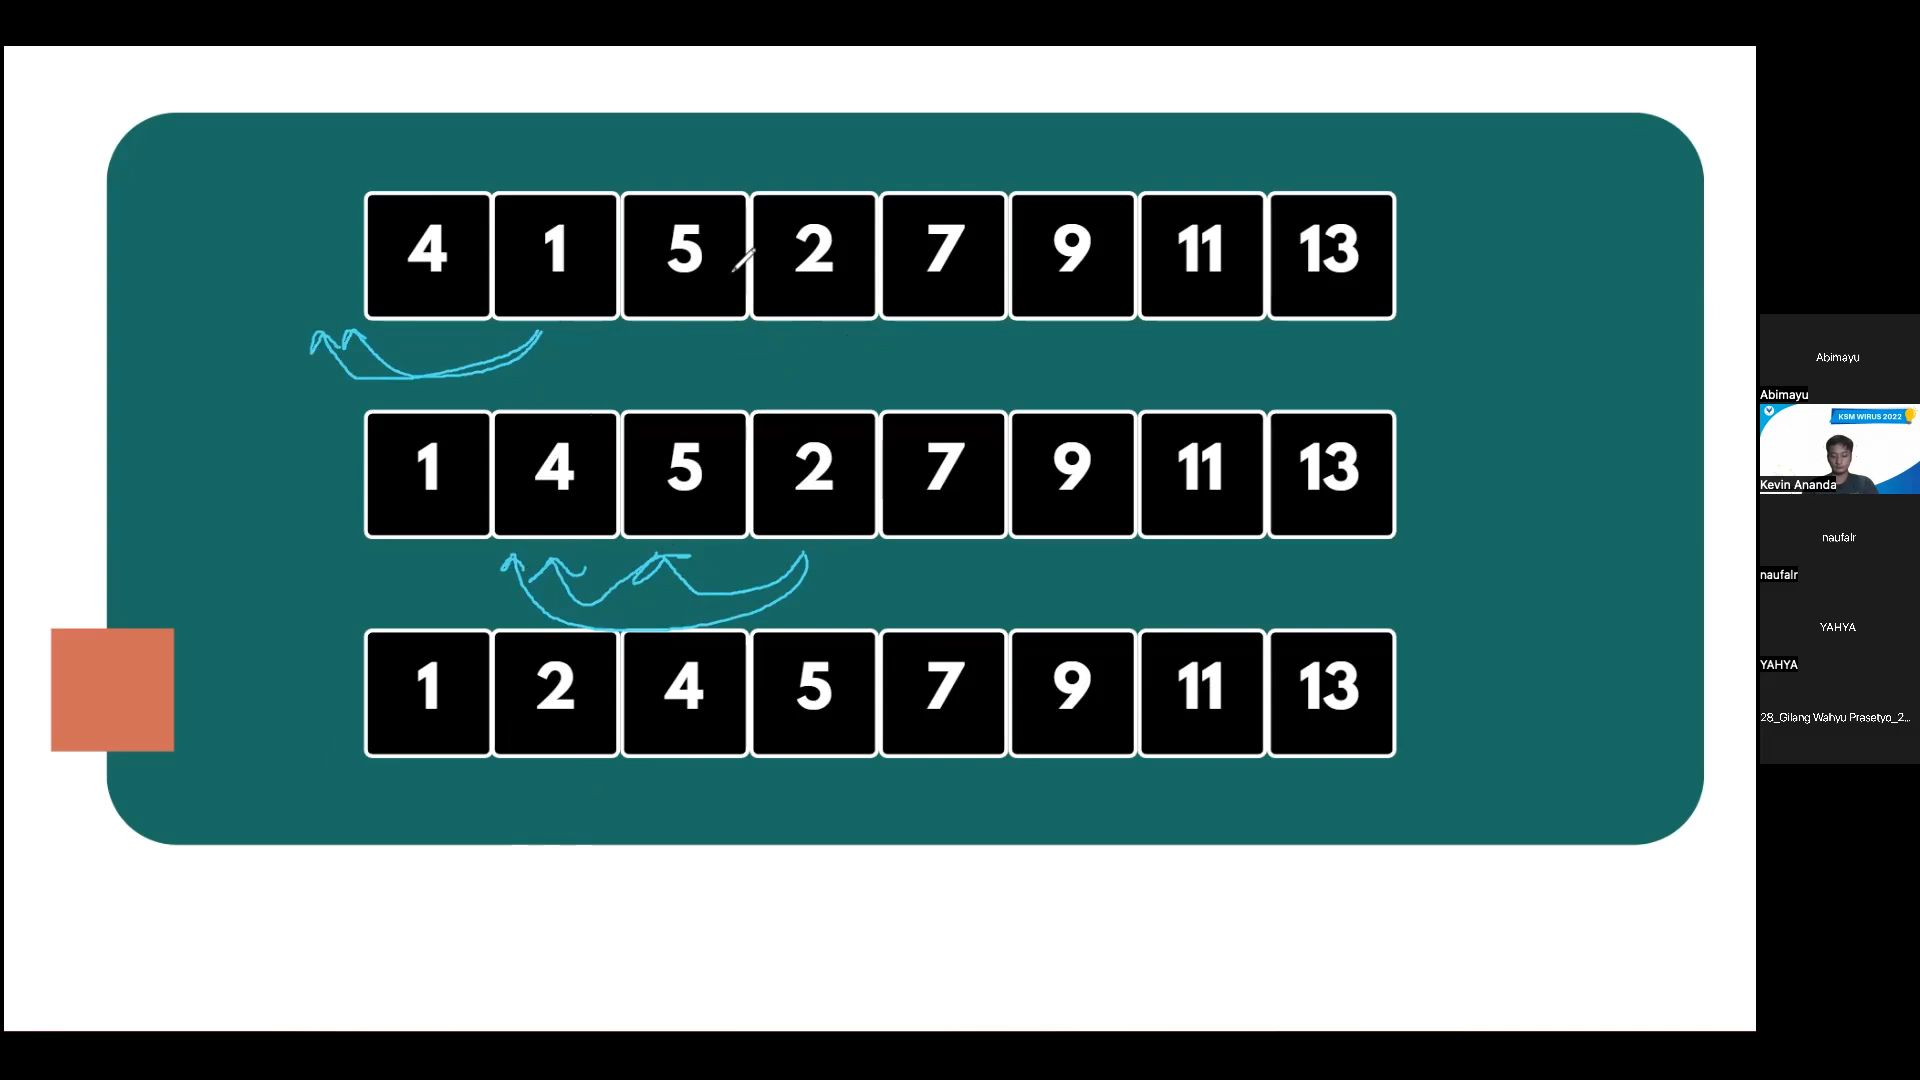 4 1 5 2 7 9 11 13
1 4 5 2 7 9 11 13
1 2 4 5 7 9 11 13
Abimayu
Abimayu
KSM WIRUS 2022
Kevin Ananda
naufalr
naufalr
YAHYA
YAHYA
28_Gilang Wahyu Prasetyo_2...